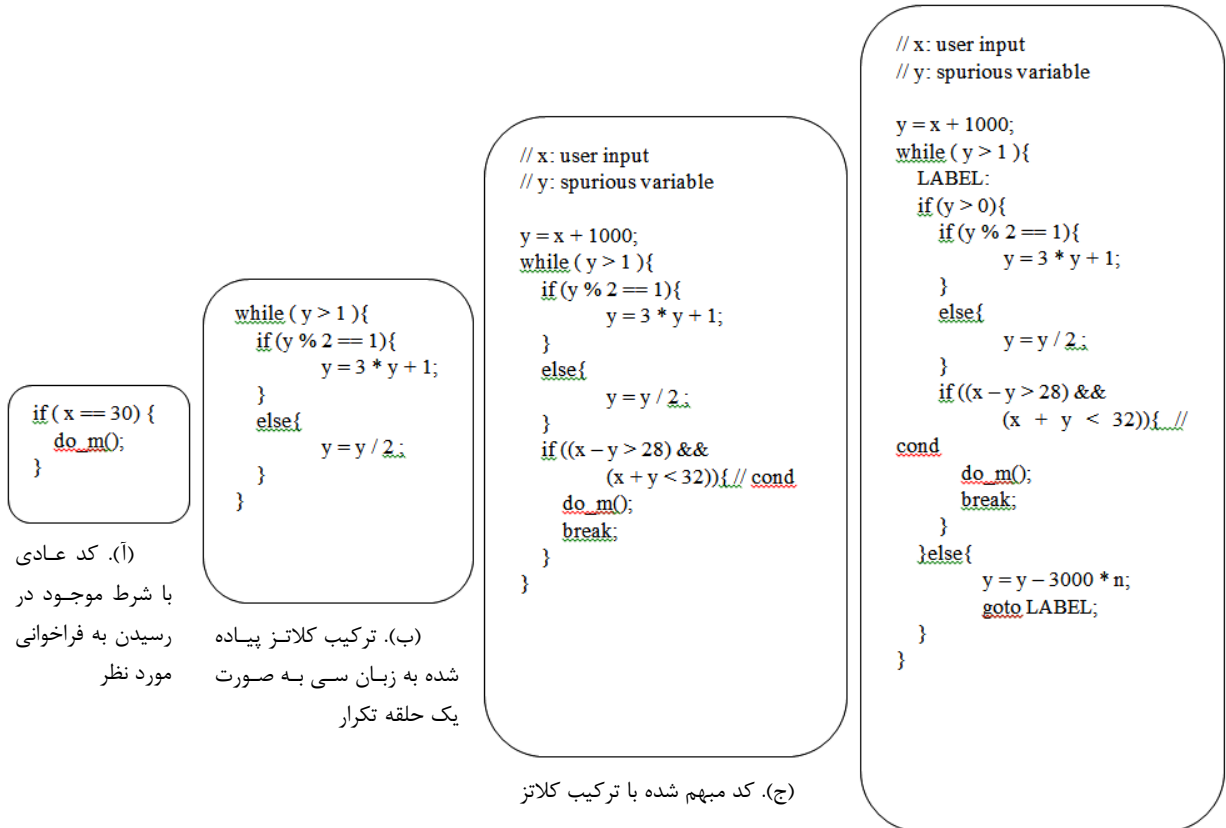 if ( x == 30) {
do_m();
}
(آ). کد عادی
با شرط موجود در
رسیدن به فراخوانی
مورد نظر
while ( y > 1 ){
if (y % 2 == 1){
y = 3 * y + 1;
}
else{
y = y / 2 ;
}
}
(ب). ترکیب کلاتز پیاده
شده به زبان سی به صورت
یک حلقه تکرار
// x: user input
// y: spurious variable
y = x + 1000;
while ( y > 1 ){
if (y % 2 == 1){
y = 3 * y + 1;
}
else{
y = y / 2 ;
}
if ((x – y > 28) &&
(x + y < 32)){ // cond
do_m();
break;
}
}
(ج). کد مبهم شده با ترکیب کلاتز
// x: user input
// y: spurious variable
y = x + 1000;
while ( y > 1 ){
LABEL:
if (y > 0){
if (y % 2 == 1){
y = 3 * y + 1;
}
else{
y = y / 2 ;
}
if ((x – y > 28) &&
(x + y < 32)){ //
cond
do_m();
break;
}
}else{
y = y – 3000 * n;
goto LABEL;
}
}